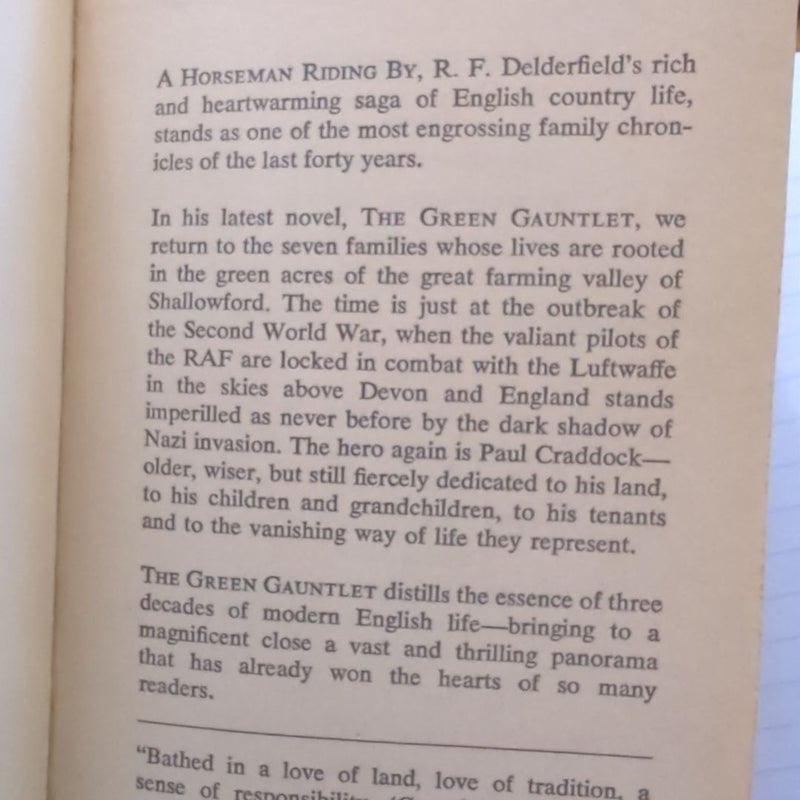 A HORSEMAN RIDING BY, R. F. Delderfield's rich
and heartwarming saga of English country life,
stands as one of the most engrossing family chron-
icles of the last forty years.
In his latest novel, THE GREEN GAUNTLET, we
return to the seven families whose lives are rooted
in the green acres of the great farming valley of
Shallowford. The time is just at the outbreak of
the Second World War, when the valiant pilots of
the RAF are locked in combat with the Luftwaffe
in the skies above Devon and England stands
imperilled as never before by the dark shadow of
Nazi invasion. The hero again is Paul Craddock—
older, wiser, but still fiercely dedicated to his land,
to his children and grandchildren, to his tenants
and to the vanishing way of life they represent.
THE GREEN GAUNTLET distills the essence of three
decades of modern English life—bringing to a
magnificent close a vast and thrilling panorama
that has already won the hearts of so many
readers.
"Bathed in a love of land, love of tradition, a
sense of responsibility